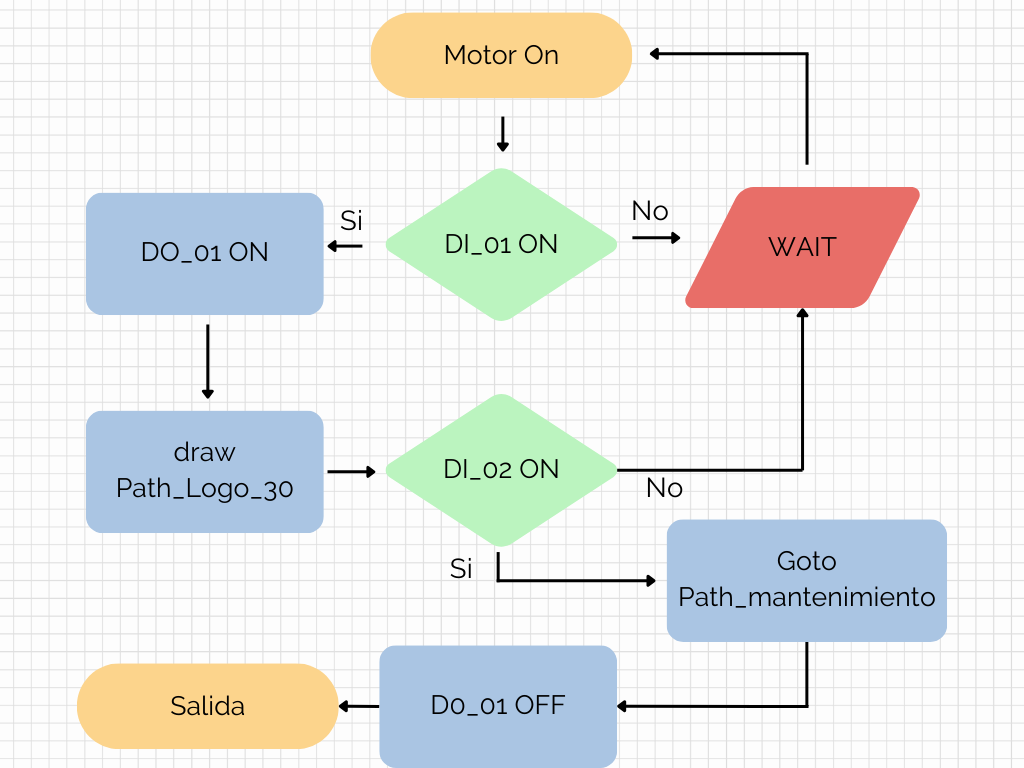 Motor On
Si
DI_01 ON
No
DO_01 ON
WAIT
draw
Path_Logo_30
DI_02 ON
No
Si
Goto
Path_mantenimiento
Salida
D0_01 OFF